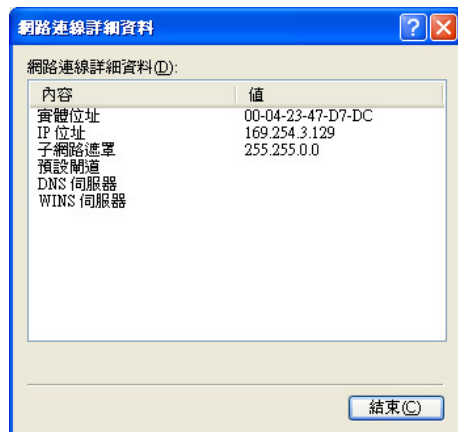 網路連線詳細資料
網路連線詳細資料(D):
內容 值
實體位址 00-04-23-47-D7-DC
IP 位址 169.254.3.129
子網路遮罩 255.255.0.0
預設閘道
DNS 伺服器
WINS 伺服器
結束(C)